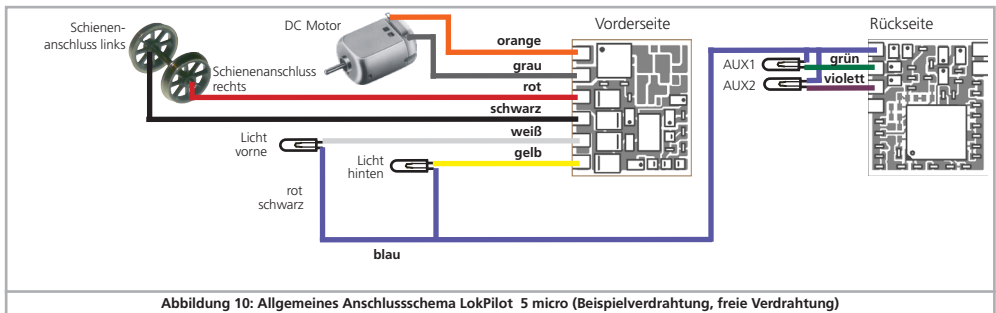 Schienen-
anschluss links
DC Motor
Vorderseite
Rückseite
orange
grau
Schienenanschluss
rechts
rot
schwarz
weiß
gelb
Licht
vorne
Licht
hinten
rot
schwarz
blau
AUX1
grün
AUX2
violett
Abbildung 10: Allgemeines Anschlussschema LokPilot 5 micro (Beispielverdrahtung, freie Verdrahtung)